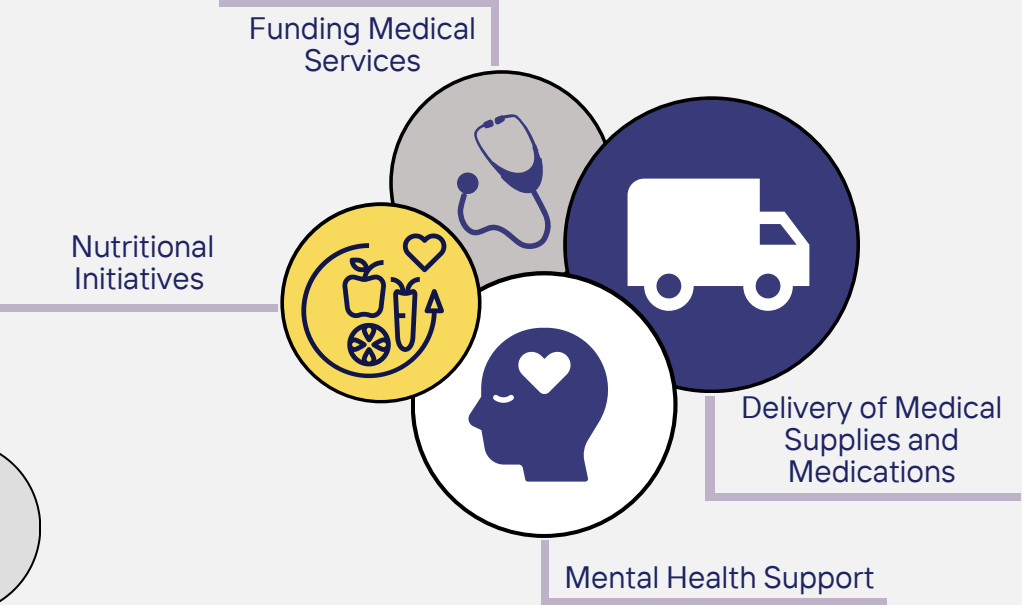 Funding Medical
Services
Nutritional
Initiatives
Delivery of Medical
Supplies and
Medications
Mental Health Support